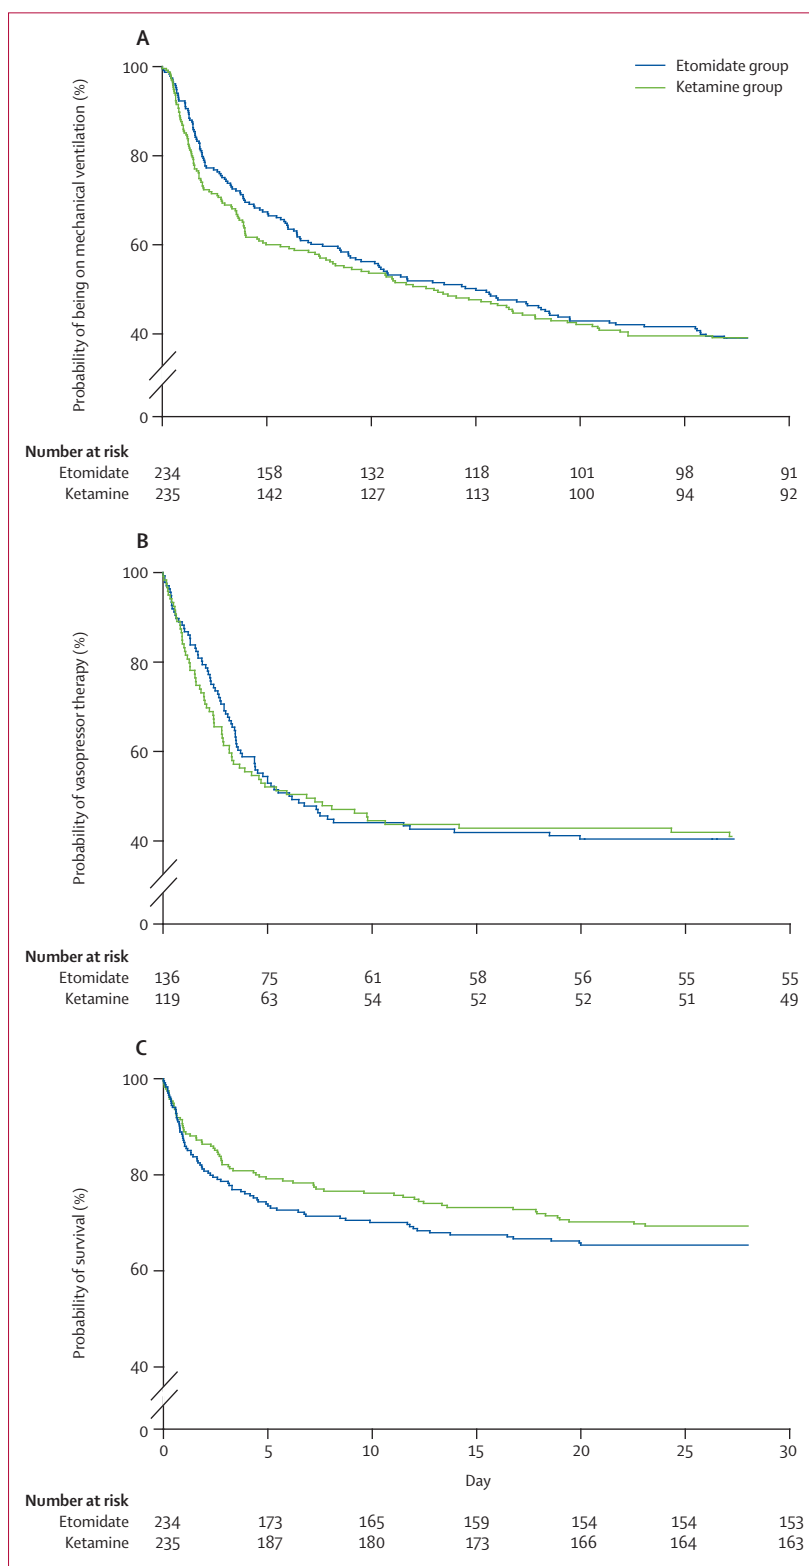 A
Probability of being on mechanical ventilation (%)
100
80
60
40
0
Etomidate group
Ketamine group
Number at risk
Etomidate 234 158 132 118 101 98 91
Ketamine 235 142 127 113 100 94 92
B
Probability of vasopressor therapy (%)
100
80
60
40
0
Number at risk
Etomidate 136 75 61 58 56 55 55
Ketamine 119 63 54 52 52 51 49
C
Probability of survival (%)
100
80
60
40
0
0 5 10 15 20 25 30
Day
Number at risk
Etomidate 234 173 165 159 154 154 153
Ketamine 235 187 180 173 166 164 163